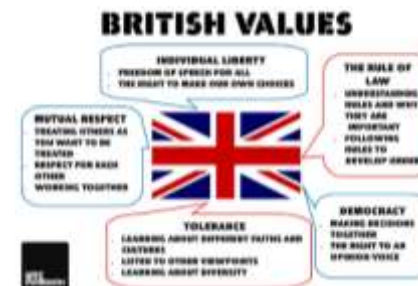 BRITISH VALUES
INDIVIDUAL LIBERTY
FREEDOM OF SPEECH FOR ALL
THE RIGHT TO MAKE OUR OWN CHOICES
THE RULE OF
LAW
UNDERSTANDING
RULES AND WHY
THEY ARE
IMPORTANT
FOLLOWING
RULES TO
DEVELOP
MUTUAL RESPECT
TREATING OTHERS AS
YOU WANT TO BE
TREATED
RESPECT FOR EACH
OTHER
WORKING TOGETHER
TOLERANCE
LEARNING ABOUT DIFFERENT FAITHS AND
CULTURES
LISTEN TO OTHER VIEWPOINTS
LEARNING ABOUT DIVERSITY
DEMOCRACY
MAKING DECISIONS
TOGETHER
THE RIGHT TO AN
OPINION/VOICE